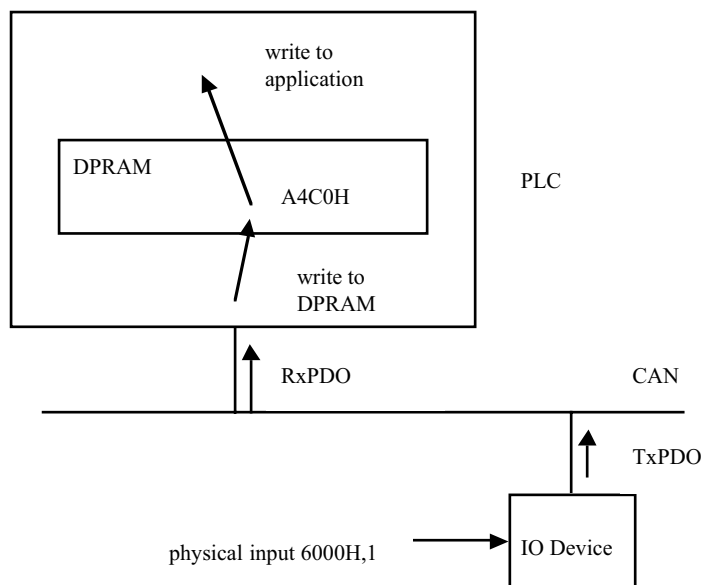 write to
application
DPRAM
A4C0H
PLC
write to
DPRAM
RxPDO
CAN
TxPDO
physical input 6000H,1
IO Device